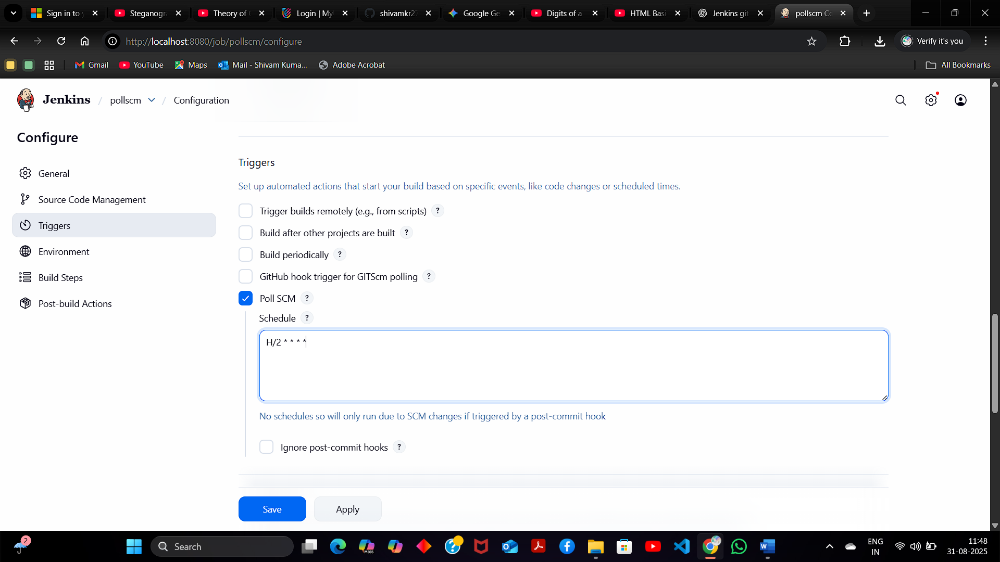 Sign in to y
Steganogra
Theory of C
Login | My
shivamkr27
Google Ge
Digits of a
HTML Basi
Jenkins git
pollscm Co
http://localhost:8080/job/pollscm/configure
Verify it's you
Gmail
YouTube
Maps
Mail - Shivam Kuma...
Adobe Acrobat
All Bookmarks
Jenkins / pollscm / Configuration
Configure
General
Source Code Management
Triggers
Environment
Build Steps
Post-build Actions
Triggers
Set up automated actions that start your build based on specific events, like code changes or scheduled times.
Trigger builds remotely (e.g., from scripts) ?
Build after other projects are built ?
Build periodically ?
GitHub hook trigger for GITScm polling ?
Poll SCM ?
Schedule ?
H/2 * * * *
No schedules so will only run due to SCM changes if triggered by a post-commit hook
Ignore post-commit hooks ?
Save
Apply
2
Search
M365
ENG
IN
11:48
31-08-2025